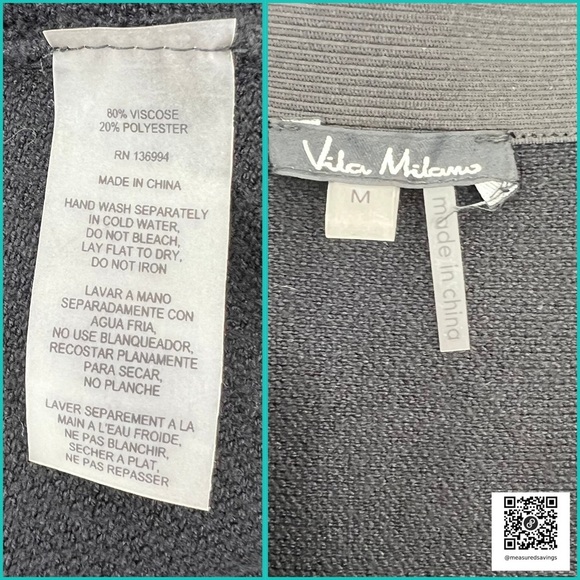 80% VISCOSE
20% POLYESTER
RN 136994
MADE IN CHINA
HAND WASH SEPARATELY
IN COLD WATER,
DO NOT BLEACH,
LAY FLAT TO DRY,
DO NOT IRON
LAVAR A MANO
SEPARADAMENTE CON
AGUA FRIA,
NO USE BLANQUEADOR,
RECOSTAR PLANAMENTE
PARA SECAR,
NO PLANCHE
LAVER SEPAREMENT A LA
MAIN A L'EAU FROIDE,
NE PAS BLANCHIR,
SECHER A PLAT,
NE PAS REPASSER
Vila Milano
M
made in china
@measuredsavings